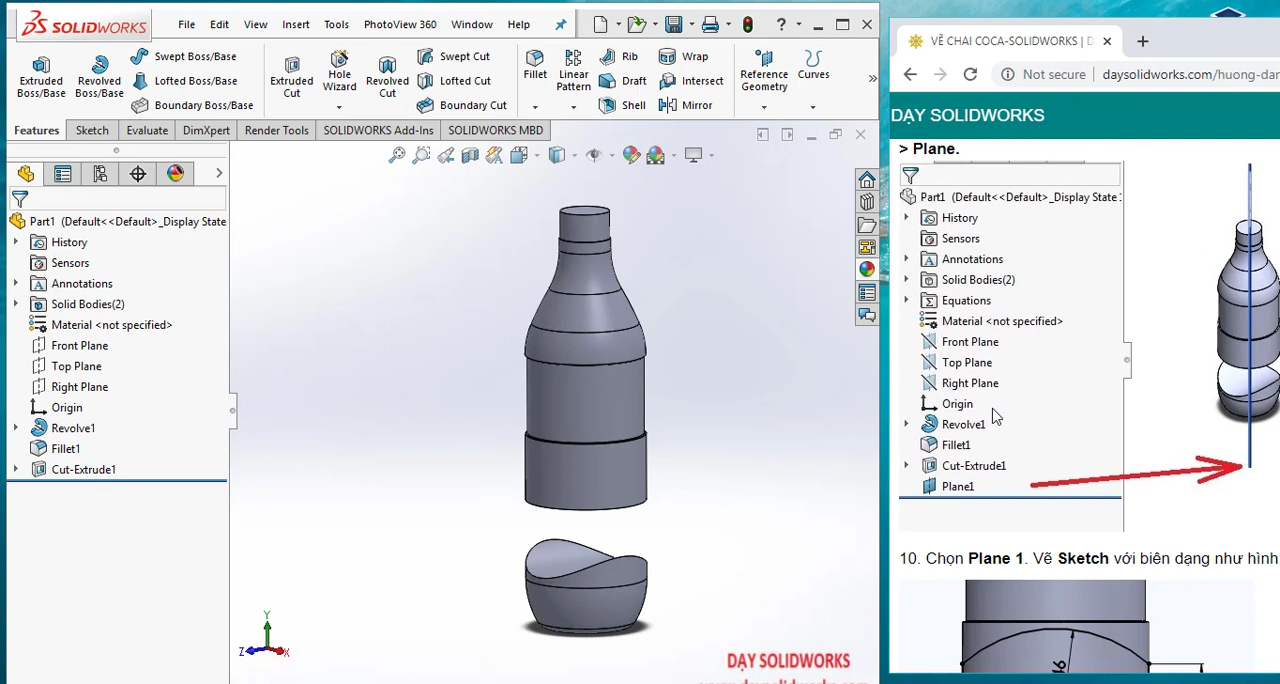 SOLIDWORKS
File Edit View Insert Tools PhotoView 360 Window Help
?
Extruded Boss/Base
Revolved Boss/Base
Swept Boss/Base
Lofted Boss/Base
Boundary Boss/Base
Extruded Cut
Hole Wizard
Revolved Cut
Swept Cut
Lofted Cut
Boundary Cut
Fillet
Linear Pattern
Rib
Draft
Shell
Wrap
Intersect
Mirror
Reference Geometry
Curves
Features Sketch Evaluate DimXpert Render Tools SOLIDWORKS Add-Ins SOLIDWORKS MBD
Part1 (Default<<Default>_Display State
History
Sensors
Annotations
Solid Bodies(2)
Material <not specified>
Front Plane
Top Plane
Right Plane
Origin
Revolve1
Fillet1
Cut-Extrude1
Y
Z
X
DẠY SOLIDWORKS
VẼ CHAI COCA-SOLIDWORKS | D
Not secure | daysolidworks.com/huong-dan
DẠY SOLIDWORKS
> Plane.
Part1 (Default<<Default>_Display State
History
Sensors
Annotations
Solid Bodies(2)
Equations
Material <not specified>
Front Plane
Top Plane
Right Plane
Origin
Revolve1
Fillet1
Cut-Extrude1
Plane1
10. Chọn Plane 1. Vẽ Sketch với biên dạng như hình